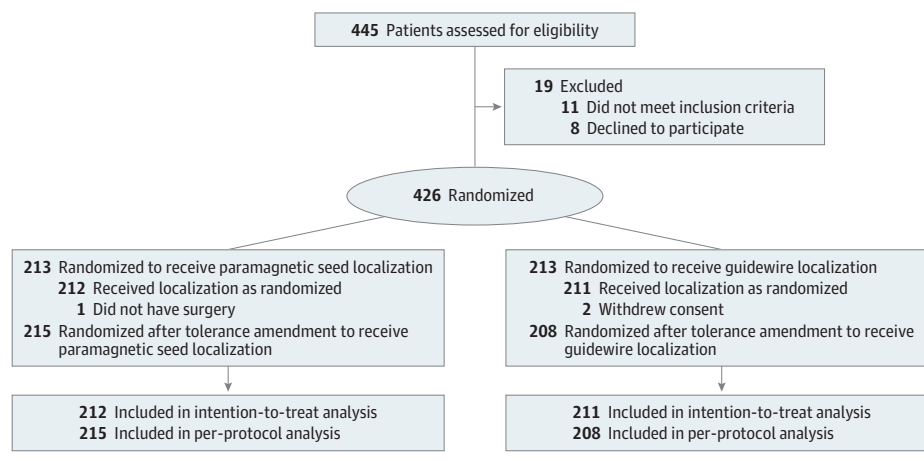 445 Patients assessed for eligibility
19 Excluded
11 Did not meet inclusion criteria
8 Declined to participate
426 Randomized
213 Randomized to receive paramagnetic seed localization
212 Received localization as randomized
1 Did not have surgery
215 Randomized after tolerance amendment to receive
paramagnetic seed localization
213 Randomized to receive guidewire localization
211 Received localization as randomized
2 Withdrew consent
208 Randomized after tolerance amendment to receive
guidewire localization
212 Included in intention-to-treat analysis
215 Included in per-protocol analysis
211 Included in intention-to-treat analysis
208 Included in per-protocol analysis